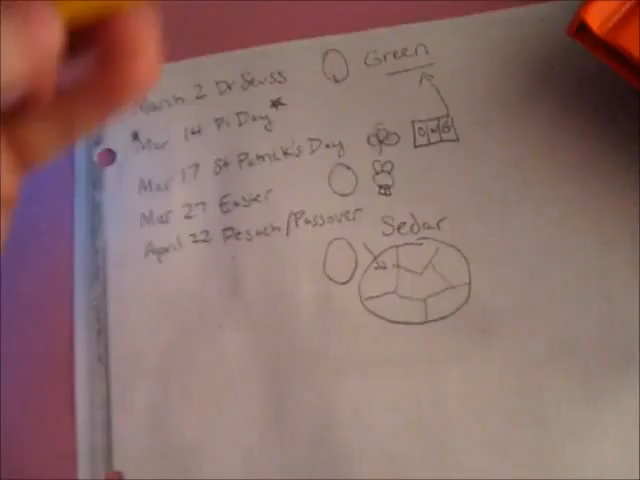 March 2 Dr Seuss Green
*Mar 14 Pi Day*
DNA
Mar 17 St Patrick's Day
Mar 27 Easter
April 22 Pesach/Passover Sedar